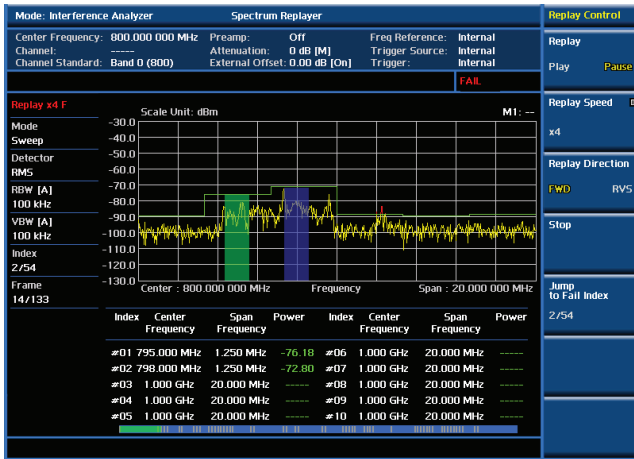 Mode: Interference Analyzer Spectrum Replayer Replay Control
Center Frequency: 800.000 000 MHz Preamp: Off Freq Reference: Internal
Channel: ----- Attenuation: 0 dB [M] Trigger Source: Internal
Channel Standard: Band 0 (800) External Offset: 0.00 dB [On] Trigger: Internal
FAIL
Replay
Play Pause
Replay Speed
x4
Replay Direction
FWD RVS
Stop
Jump
to Fail Index
2/54
Replay x4 F
Mode
Sweep
Detector
RMS
RBW [A]
100 kHz
VBW [A]
100 kHz
Index
2/54
Frame
14/133
Scale Unit: dBm M1: --
-30.0
-40.0
-50.0
-60.0
-70.0
-80.0
-90.0
-100.0
-110.0
-120.0
-130.0
Center : 800.000 000 MHz Frequency Span : 20.000 000 MHz
Index Center Frequency Span Frequency Power Index Center Frequency Span Frequency Power
#01 795.000 MHz 1.250 MHz -76.18 #06 1.000 GHz 20.000 MHz -----
#02 798.000 MHz 1.250 MHz -72.80 #07 1.000 GHz 20.000 MHz -----
#03 1.000 GHz 20.000 MHz ----- #08 1.000 GHz 20.000 MHz -----
#04 1.000 GHz 20.000 MHz ----- #09 1.000 GHz 20.000 MHz -----
#05 1.000 GHz 20.000 MHz ----- #10 1.000 GHz 20.000 MHz -----